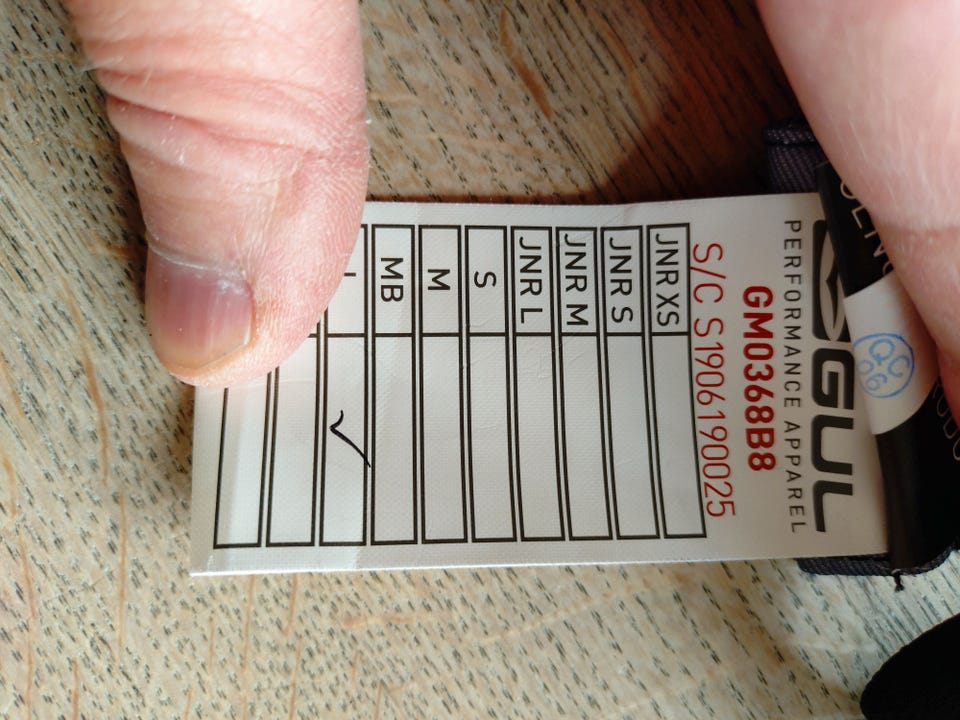 GUL
PERFORMANCE APPAREL
GM0368B8
S/C S1906190025
JNR XS
JNR S
JNR M
JNR L
S
M
MB
QC
06